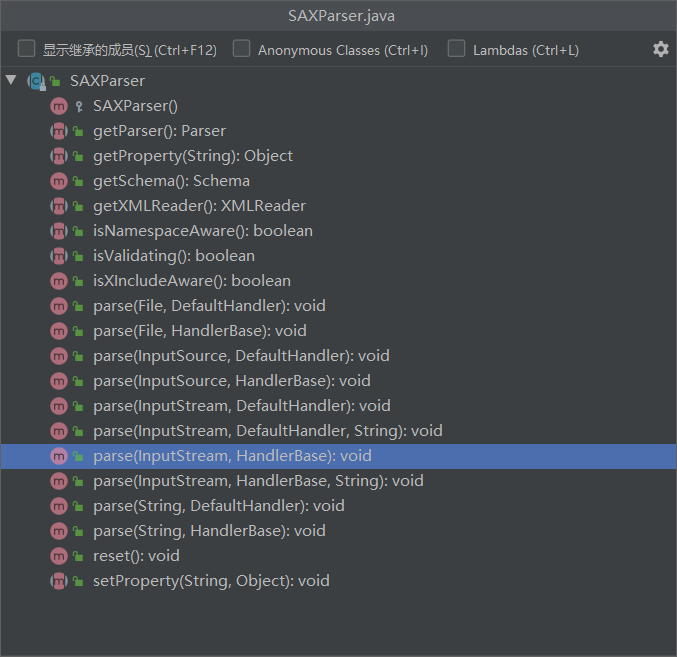 SAXParser.java
显示继承的成员(S) (Ctrl+F12) Anonymous Classes (Ctrl+I) Lambdas (Ctrl+L)
SAXParser
SAXParser()
getParser(): Parser
getProperty(String): Object
getSchema(): Schema
getXMLReader(): XMLReader
isNamespaceAware(): boolean
isValidating(): boolean
isXIncludeAware(): boolean
parse(File, DefaultHandler): void
parse(File, HandlerBase): void
parse(InputSource, DefaultHandler): void
parse(InputSource, HandlerBase): void
parse(InputStream, DefaultHandler): void
parse(InputStream, DefaultHandler, String): void
parse(InputStream, HandlerBase): void
parse(InputStream, HandlerBase, String): void
parse(String, DefaultHandler): void
parse(String, HandlerBase): void
reset(): void
setProperty(String, Object): void